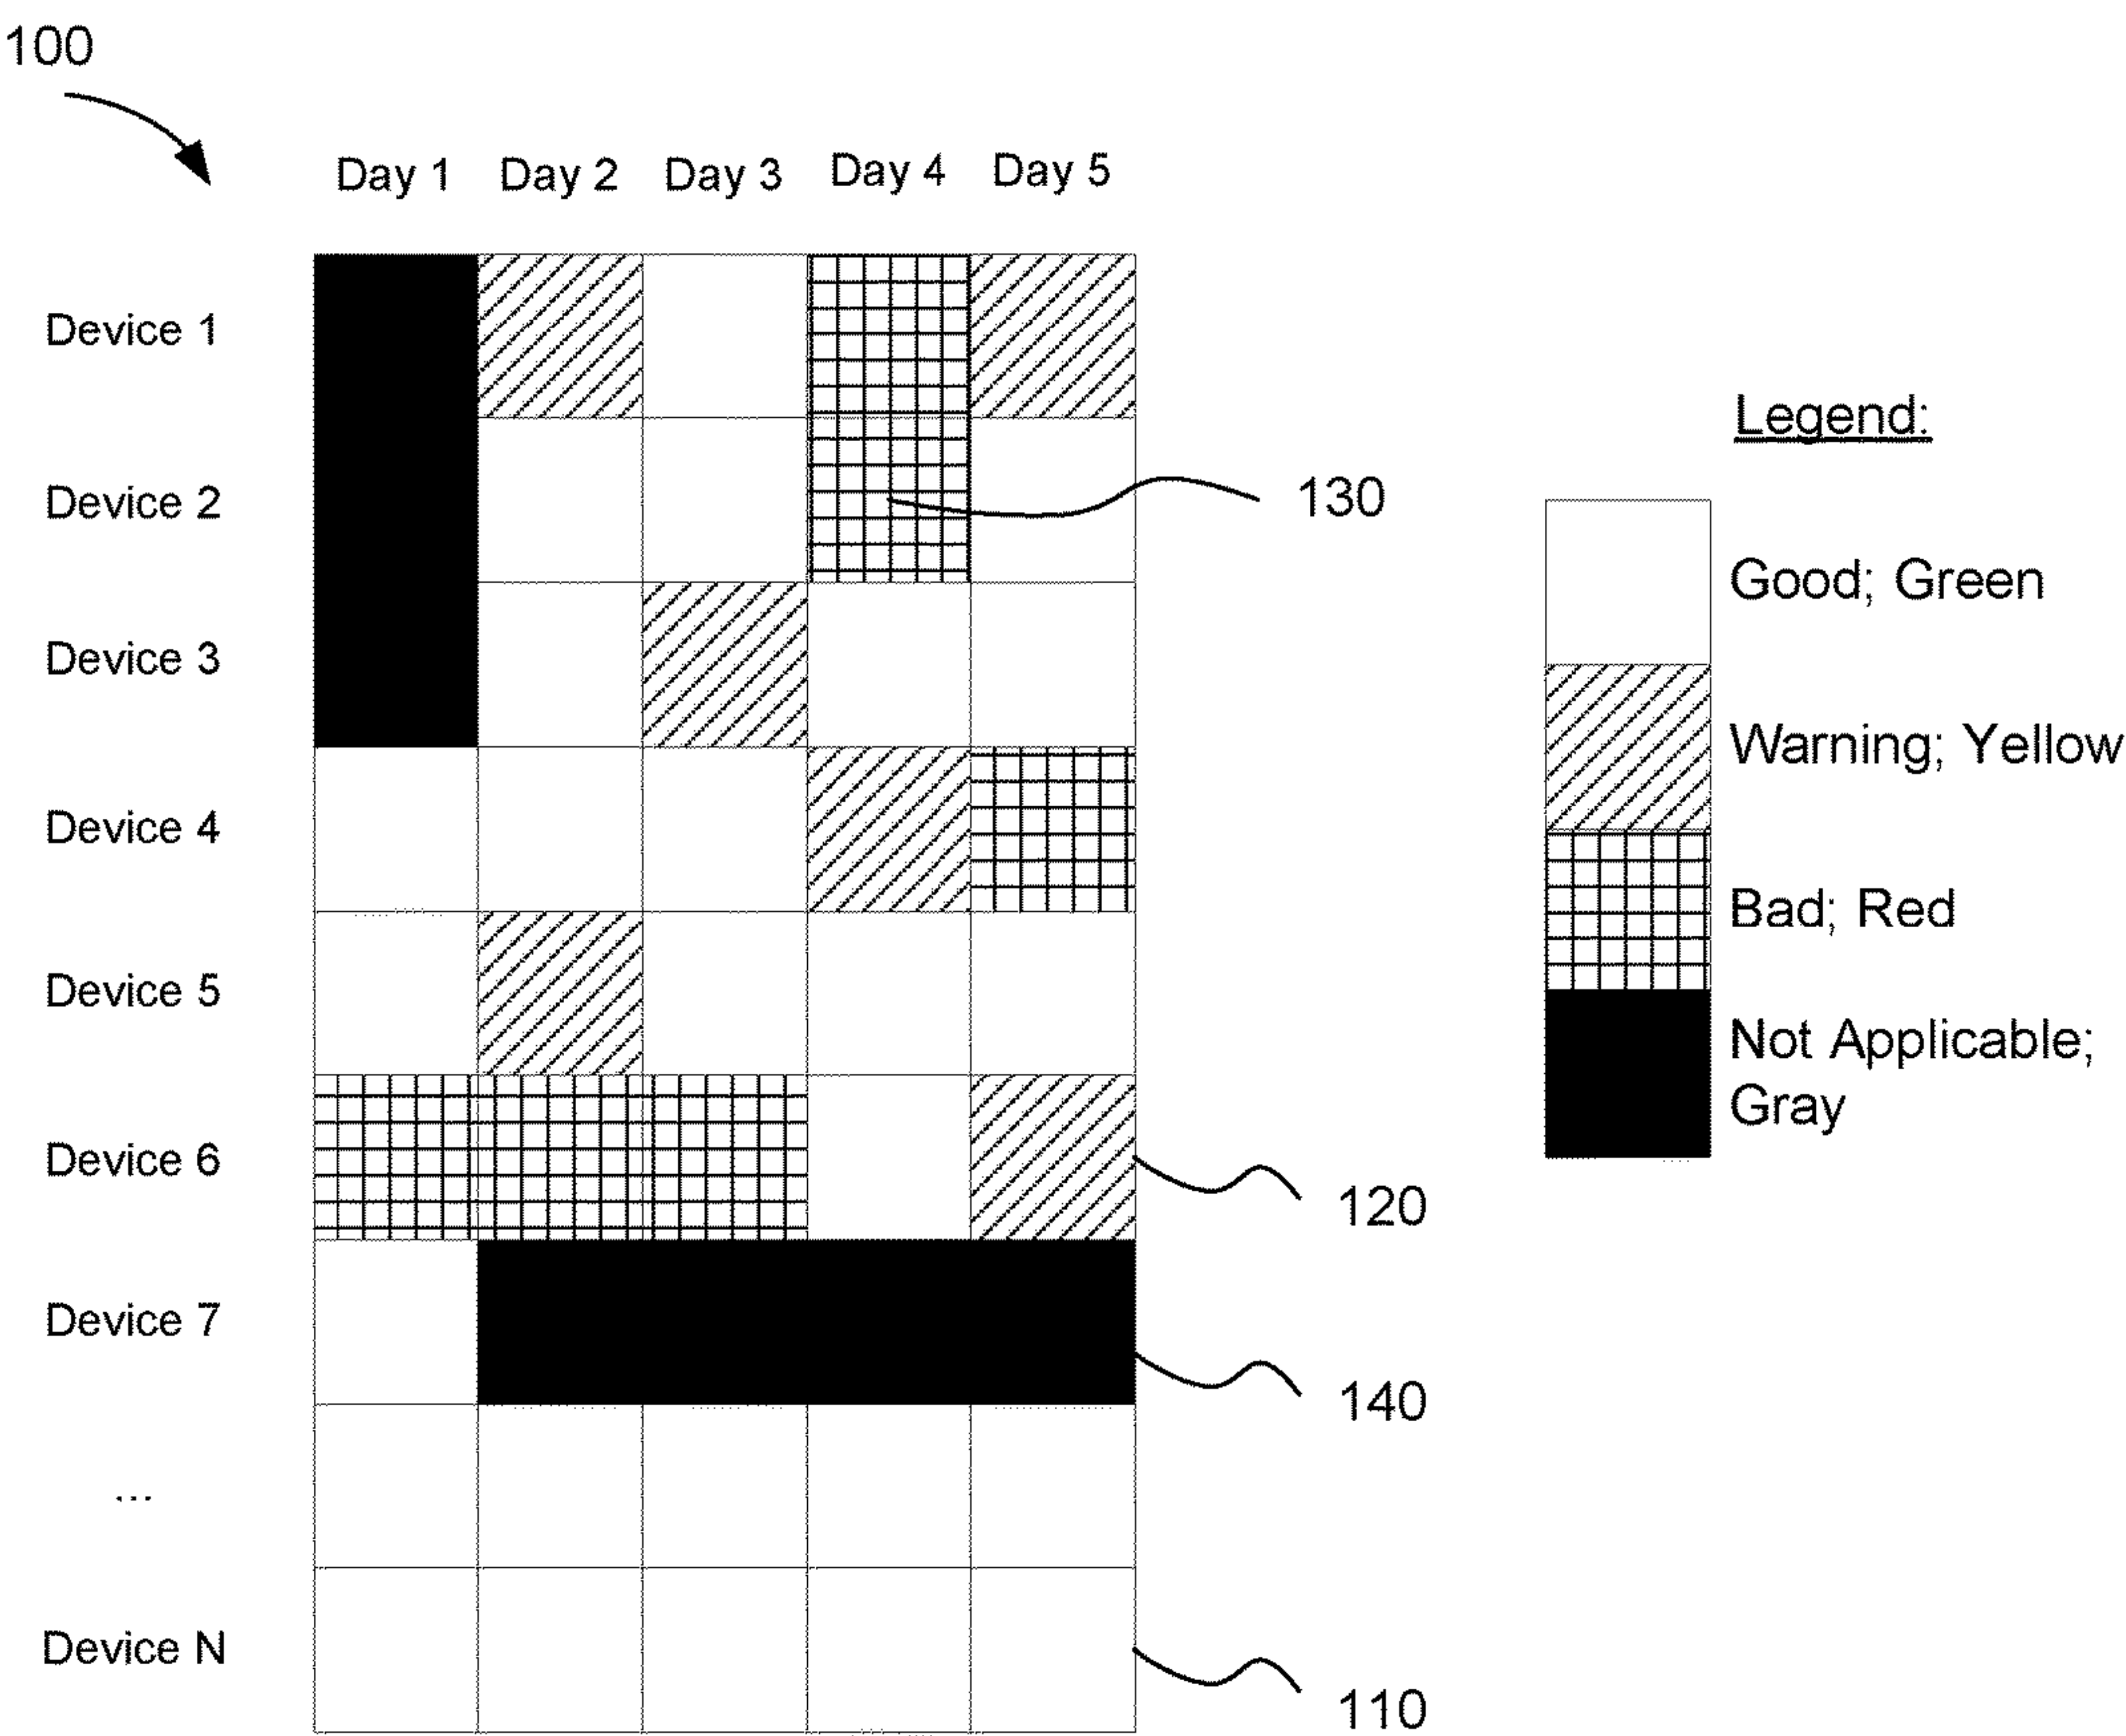 100
Day 1 Day 2 Day 3 Day 4 Day 5
Device 1
Device 2
Device 3
Device 4
Device 5
Device 6
Device 7
...
Device N
130
120
140
110
Legend:
Good; Green
Warning; Yellow
Bad; Red
Not Applicable;
Gray